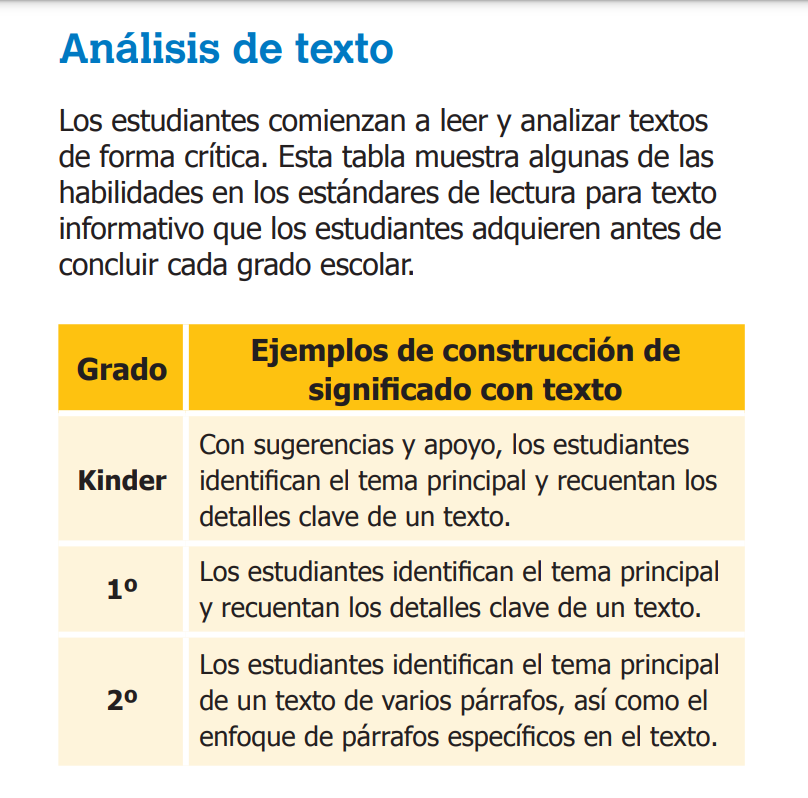 Análisis de texto
Los estudiantes comienzan a leer y analizar textos
de forma crítica. Esta tabla muestra algunas de las
habilidades en los estándares de lectura para texto
informativo que los estudiantes adquieren antes de
concluir cada grado escolar.
Grado
Ejemplos de construcción de
significado con texto
Kinder
Con sugerencias y apoyo, los estudiantes
identifican el tema principal y recuentan los
detalles clave de un texto.
1º
Los estudiantes identifican el tema principal
y recuentan los detalles clave de un texto.
2º
Los estudiantes identifican el tema principal
de un texto de varios párrafos, así como el
enfoque de párrafos específicos en el texto.